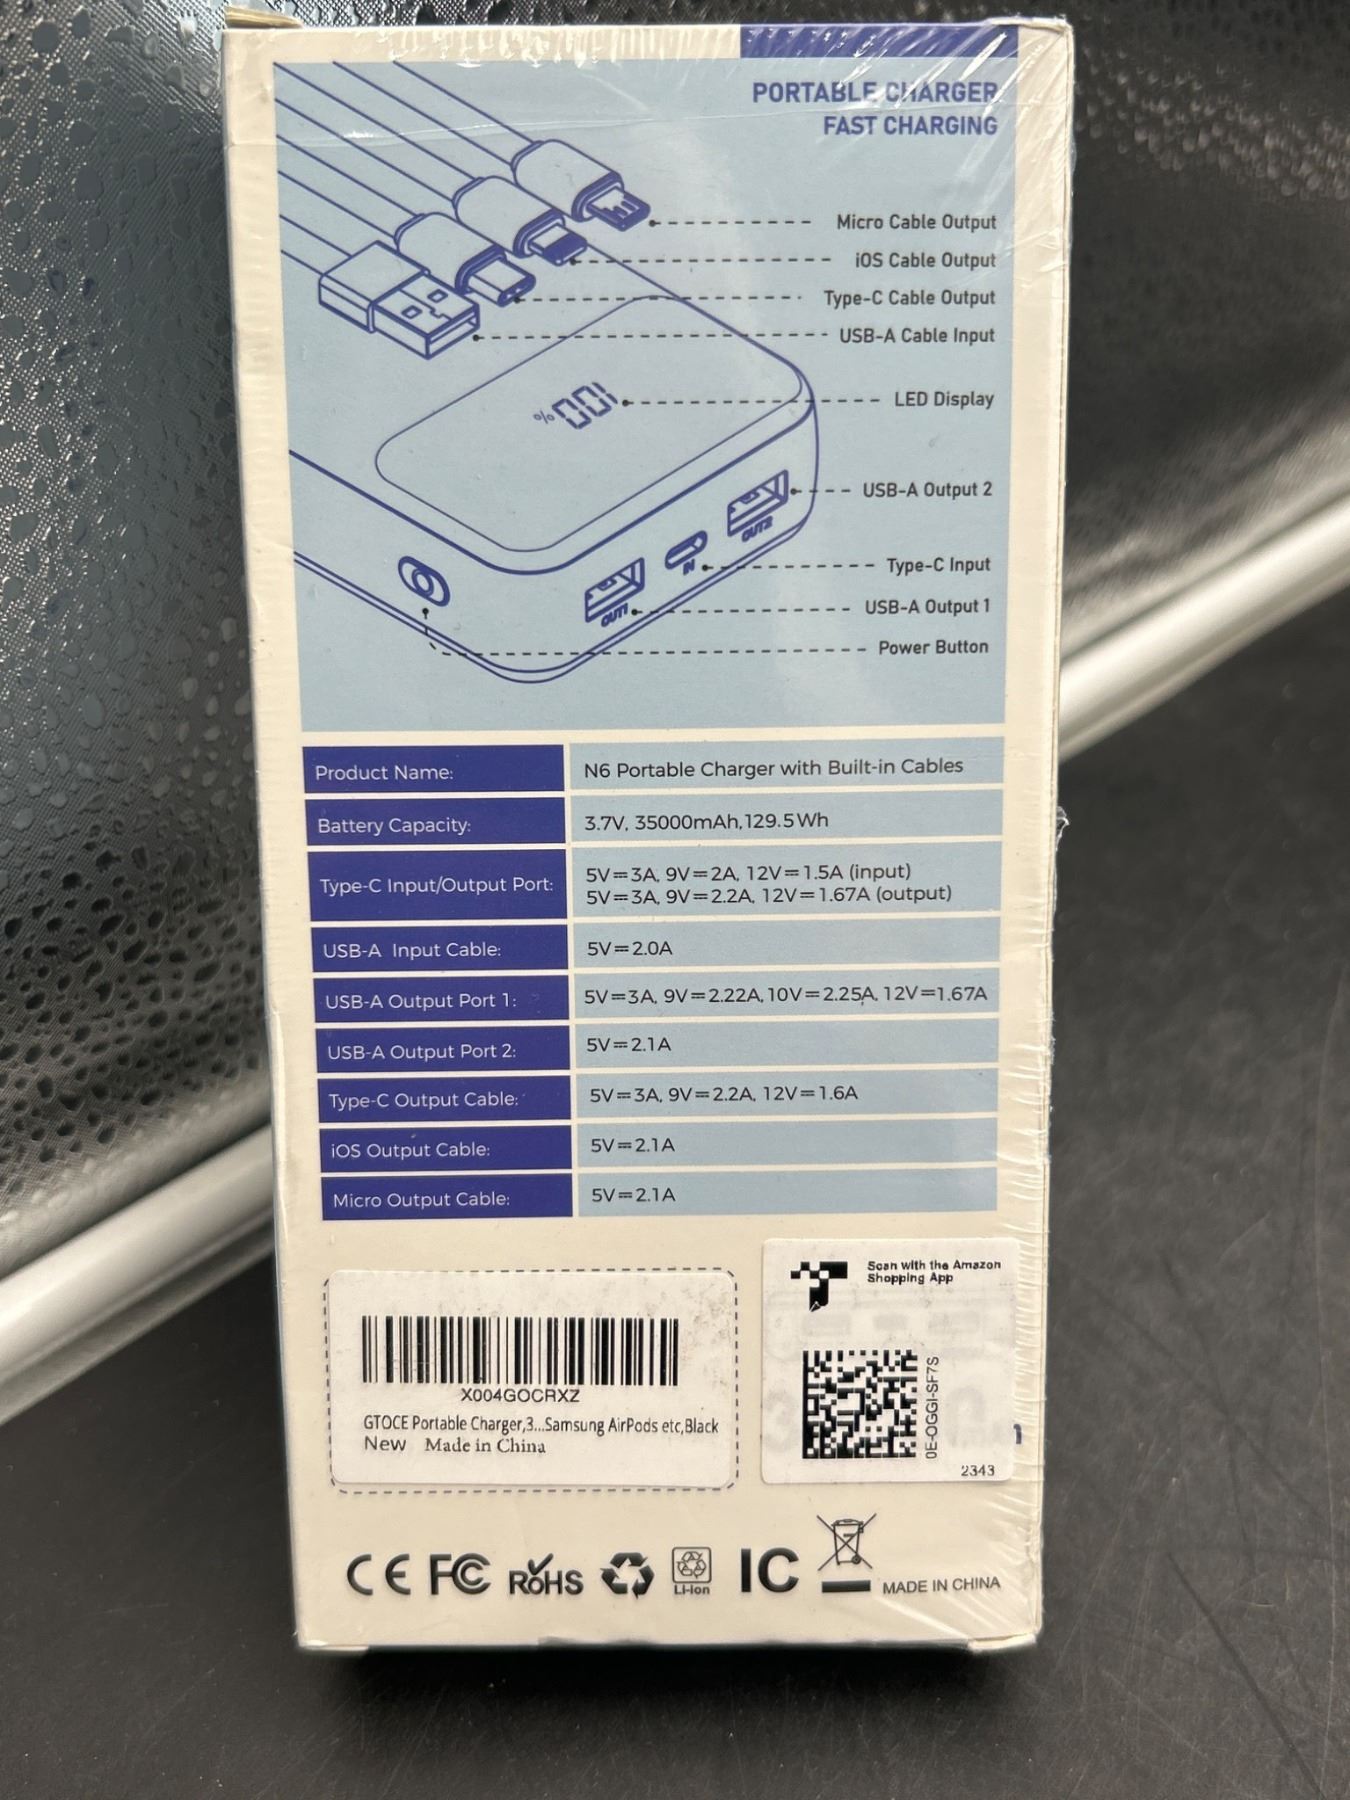 PORTABLE CHARGER
FAST CHARGING
Micro Cable Output
iOS Cable Output
Type-C Cable Output
USB-A Cable Input
100%
LED Display
USB-A Output 2
OUT2
Type-C Input
IN
USB-A Output 1
OUT1
Power Button
Product Name: N6 Portable Charger with Built-in Cables
Battery Capacity: 3.7V, 35000mAh,129.5Wh
Type-C Input/Output Port: 5V⎓3A, 9V⎓2A, 12V⎓1.5A (input)
5V⎓3A, 9V⎓2.2A, 12V⎓1.67A (output)
USB-A Input Cable: 5V⎓2.0A
USB-A Output Port 1: 5V⎓3A, 9V⎓2.22A,10V⎓2.25A, 12V⎓1.67A
USB-A Output Port 2: 5V⎓2.1A
Type-C Output Cable: 5V⎓3A, 9V⎓2.2A, 12V⎓1.6A
iOS Output Cable: 5V⎓2.1A
Micro Output Cable: 5V⎓2.1A
X004GOCRXZ
GTOCE Portable Charger,3...Samsung AirPods etc,Black
New Made in China
Scan with the Amazon
Shopping App
0E-OGGI-SF7S
2343
CE FC RoHS Li-ion IC MADE IN CHINA